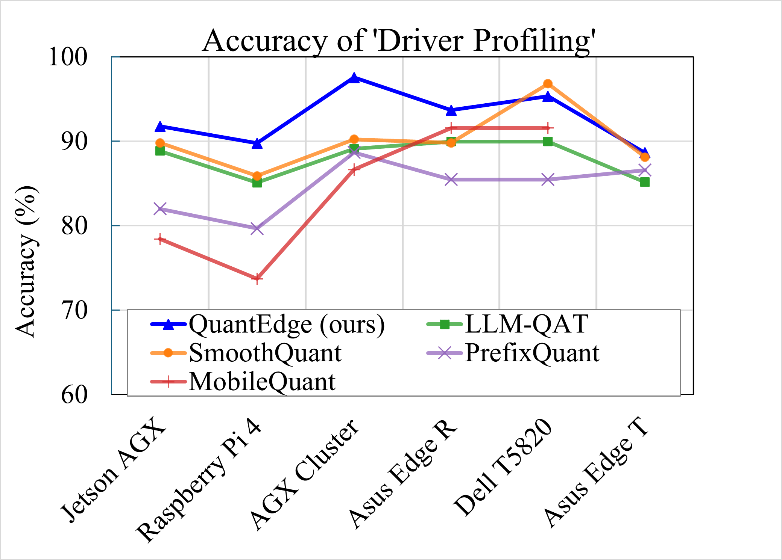 Accuracy of 'Driver Profiling'
Accuracy (%)
100
90
80
70
60
QuantEdge (ours)
LLM-QAT
SmoothQuant
PrefixQuant
MobileQuant
Jetson AGX
Raspberry Pi 4
AGX Cluster
Asus Edge R
Dell T5820
Asus Edge T